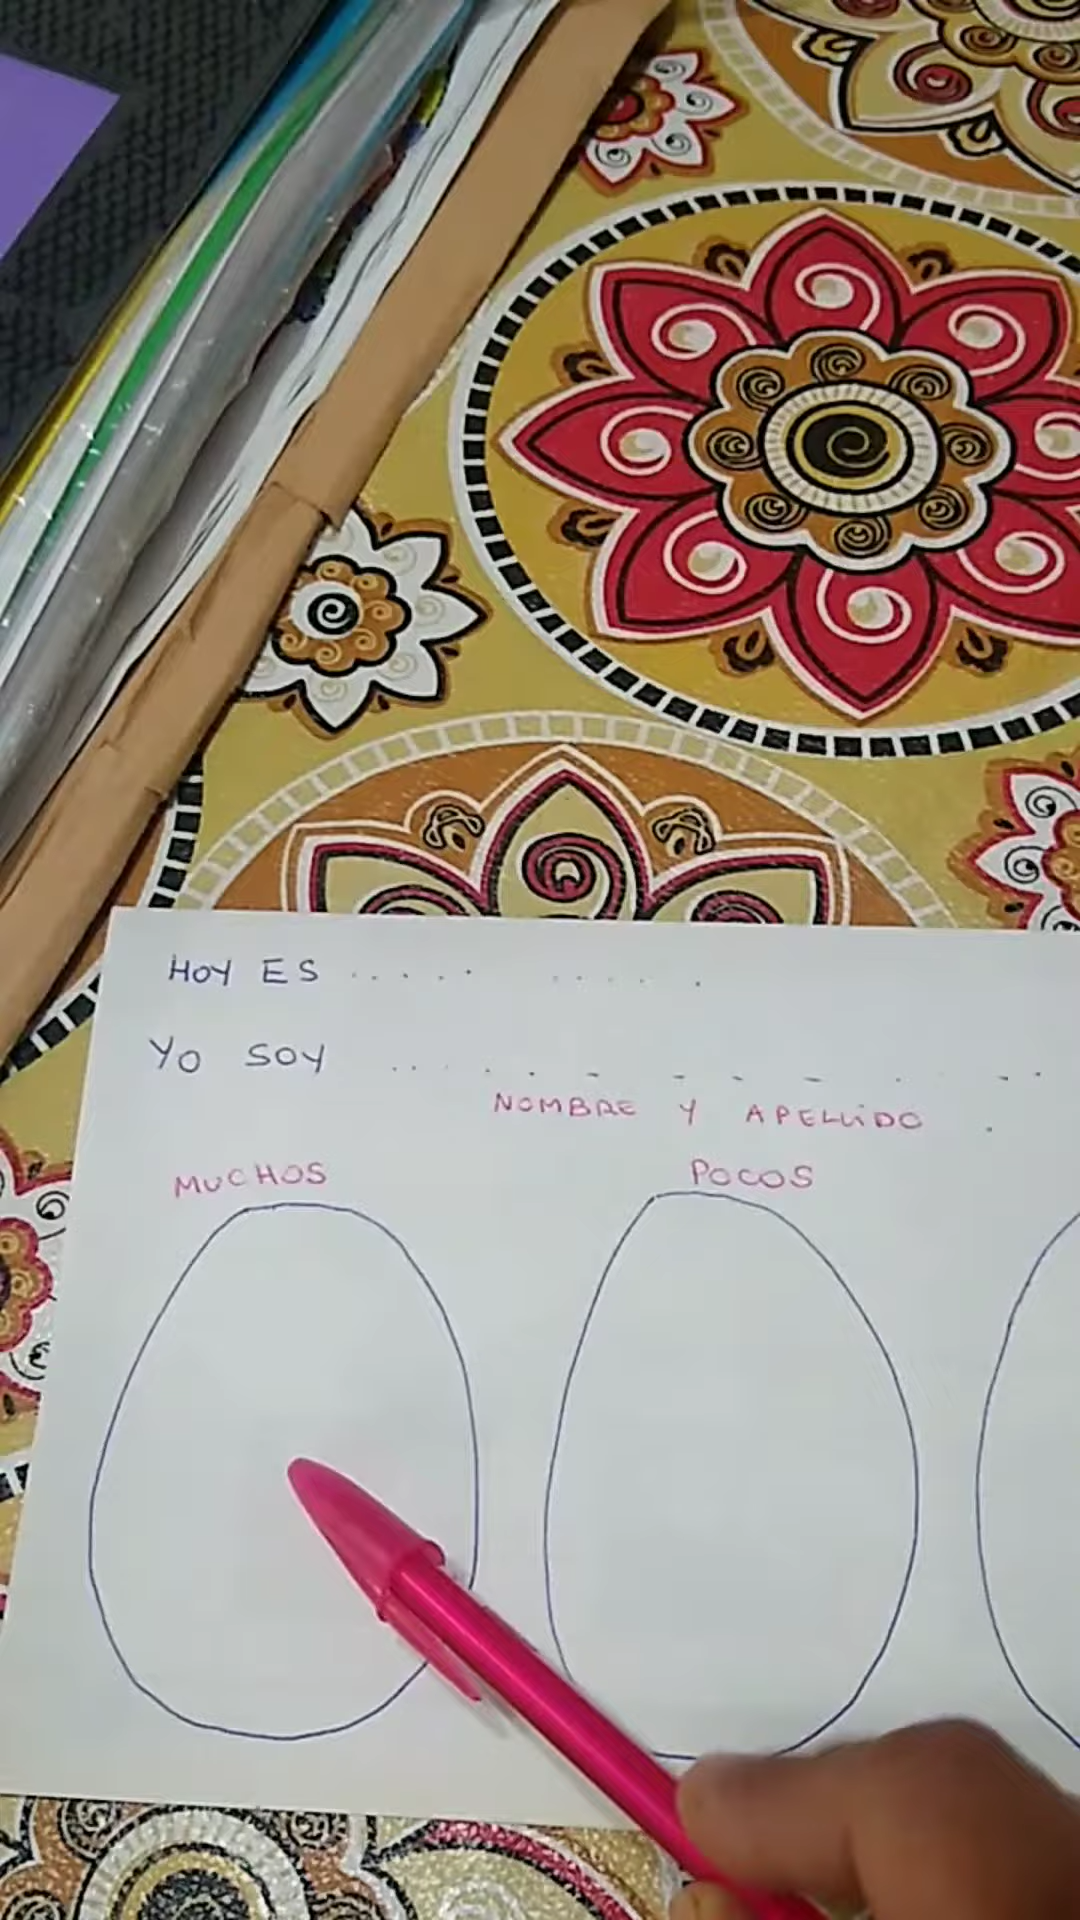 HOY ES ..... ..... .
YO SOY ..............
NOMBRE Y APELLIDO .
MUCHOS
POCOS